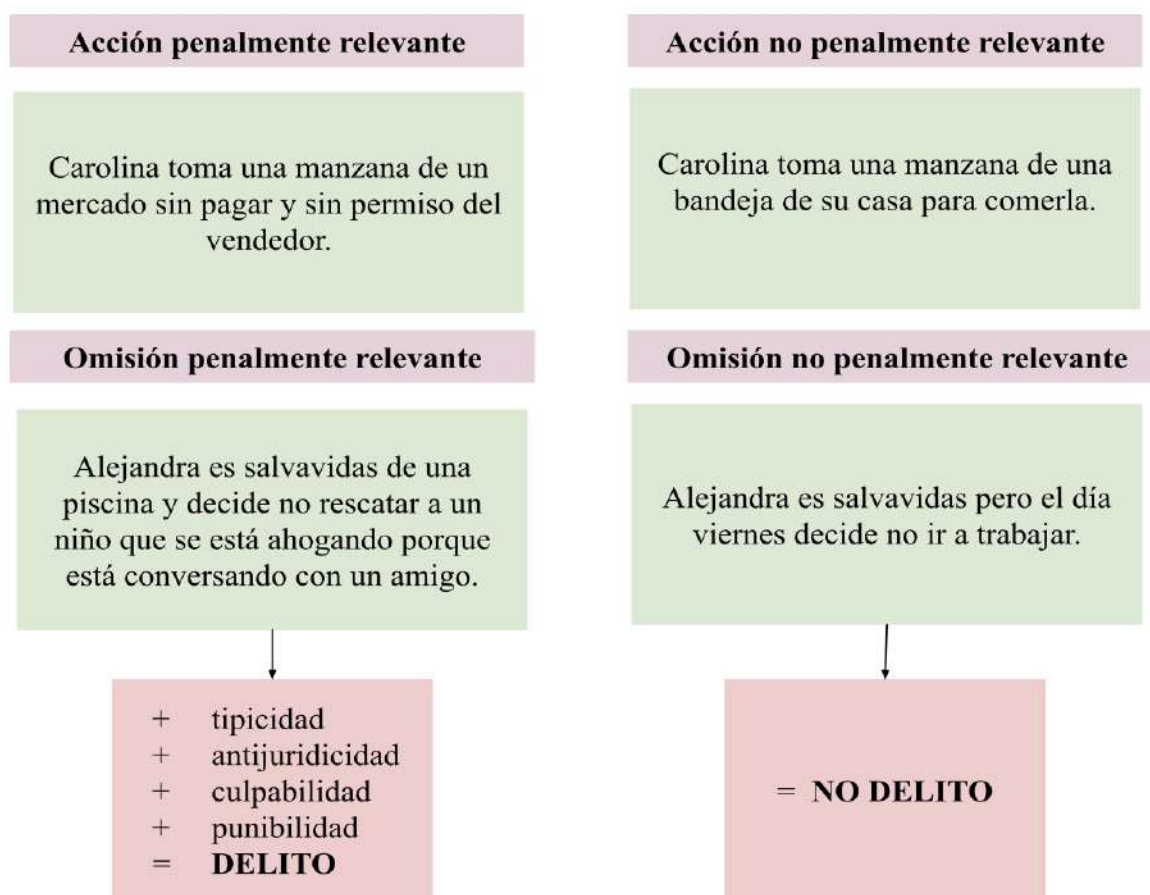 Acción penalmente relevante
Carolina toma una manzana de un
mercado sin pagar y sin permiso del
vendedor.
Acción no penalmente relevante
Carolina toma una manzana de una
bandeja de su casa para comerla.
Omisión penalmente relevante
Alejandra es salvavidas de una
piscina y decide no rescatar a un
niño que se está ahogando porque
está conversando con un amigo.
Omisión no penalmente relevante
Alejandra es salvavidas pero el día
viernes decide no ir a trabajar.
+ tipicidad
+ antijuridicidad
+ culpabilidad
+ punibilidad
= DELITO
= NO DELITO